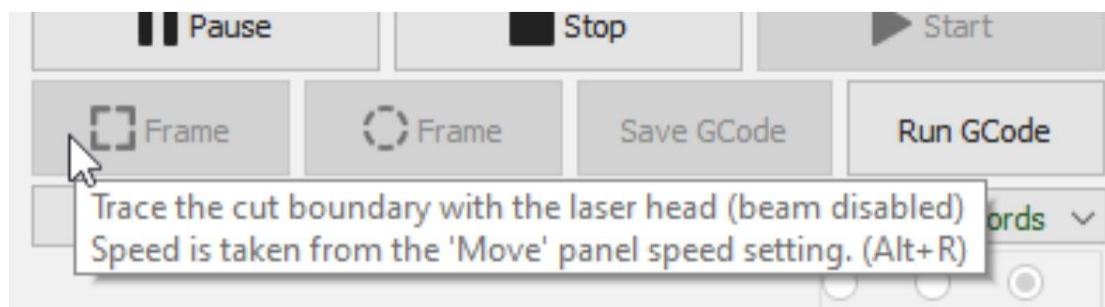 Pause Stop Start
Frame Frame Save GCode Run GCode
Trace the cut boundary with the laser head (beam disabled)
Speed is taken from the 'Move' panel speed setting. (Alt+R)